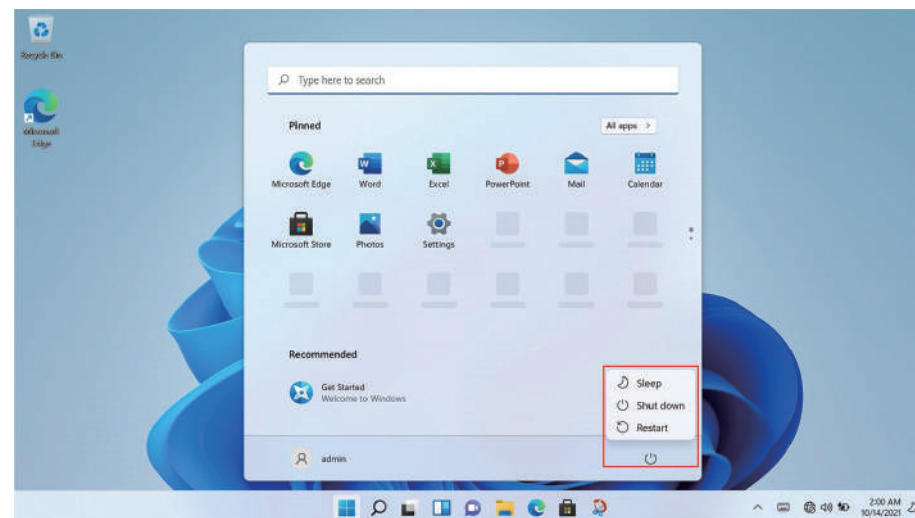 Recycle Bin
Microsoft
Edge
Type here to search
Pinned
All apps >
Microsoft Edge
Word
Excel
PowerPoint
Mail
Calendar
Microsoft Store
Photos
Settings
Recommended
Get Started
Welcome to Windows
Sleep
Shut down
Restart
admin
2:00 AM
10/14/2021